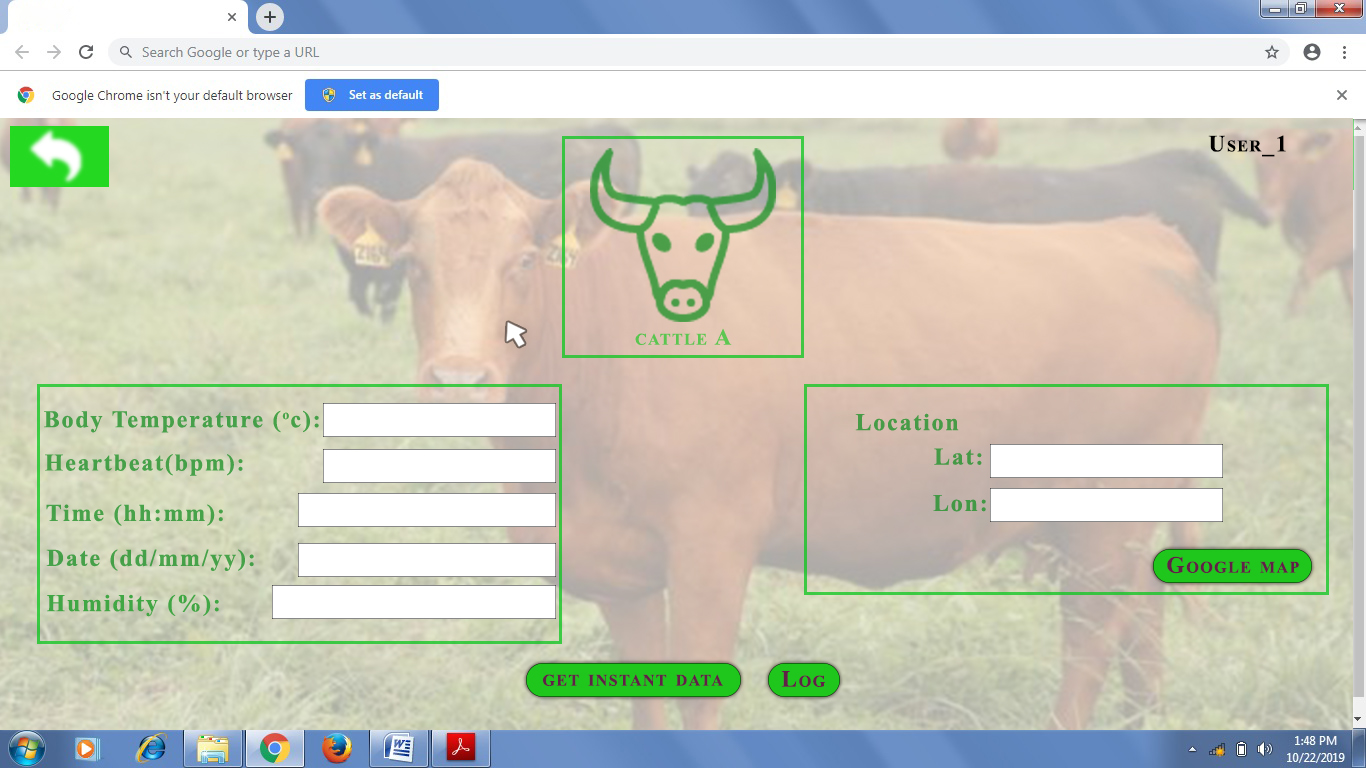 Search Google or type a URL
Google Chrome isn't your default browser
Set as default
User_1
2164
2164
cattle A
Body Temperature (ºc):
Heartbeat(bpm):
Time (hh:mm):
Date (dd/mm/yy):
Humidity (%):
Location
Lat:
Lon:
Google map
get instant data
Log
1:48 PM
10/22/2019